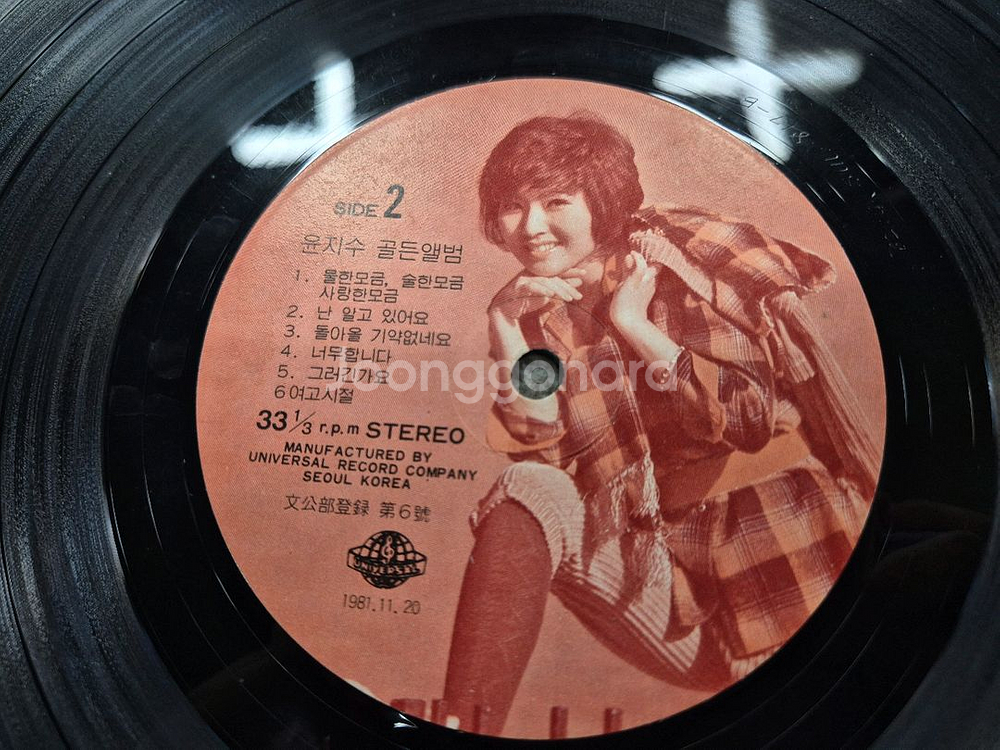 SIDE 2
윤지수 골든앨범
1. 물한모금, 술한모금
사랑한모금
2. 난 알고 있어요
3. 돌아올 기약없네요
4. 너무합니다
5. 그러긴가요
6 여고시절
33 1/3 r.p.m STEREO
MANUFACTURED BY
UNIVERSAL RECORD COMPANY
SEOUL KOREA
文公部登録 第6號
UNIVERSAL
1981.11.20
Joonggonara